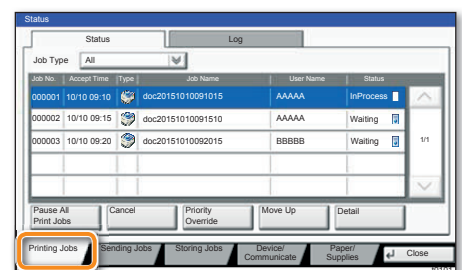 Status
Status Log
Job Type All
Job No. Accept Time Type Job Name User Name Status
000001 10/10 09:10 doc20151010091015 AAAAA InProcess
000002 10/10 09:15 doc20151010091510 AAAAA Waiting
000003 10/10 09:20 doc20151010092015 BBBBB Waiting
1/1
Pause All
Print Jobs
Cancel
Priority
Override
Move Up
Detail
Printing Jobs
Sending Jobs
Storing Jobs
Device/
Communicate
Paper/
Supplies
Close